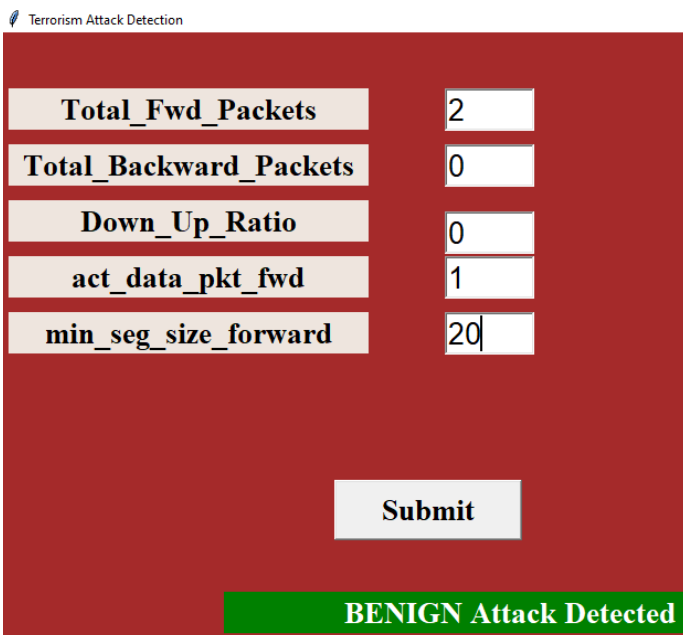 Terrorism Attack Detection
Total_Fwd_Packets 2
Total_Backward_Packets 0
Down_Up_Ratio 0
act_data_pkt_fwd 1
min_seg_size_forward 20
Submit
BENIGN Attack Detected